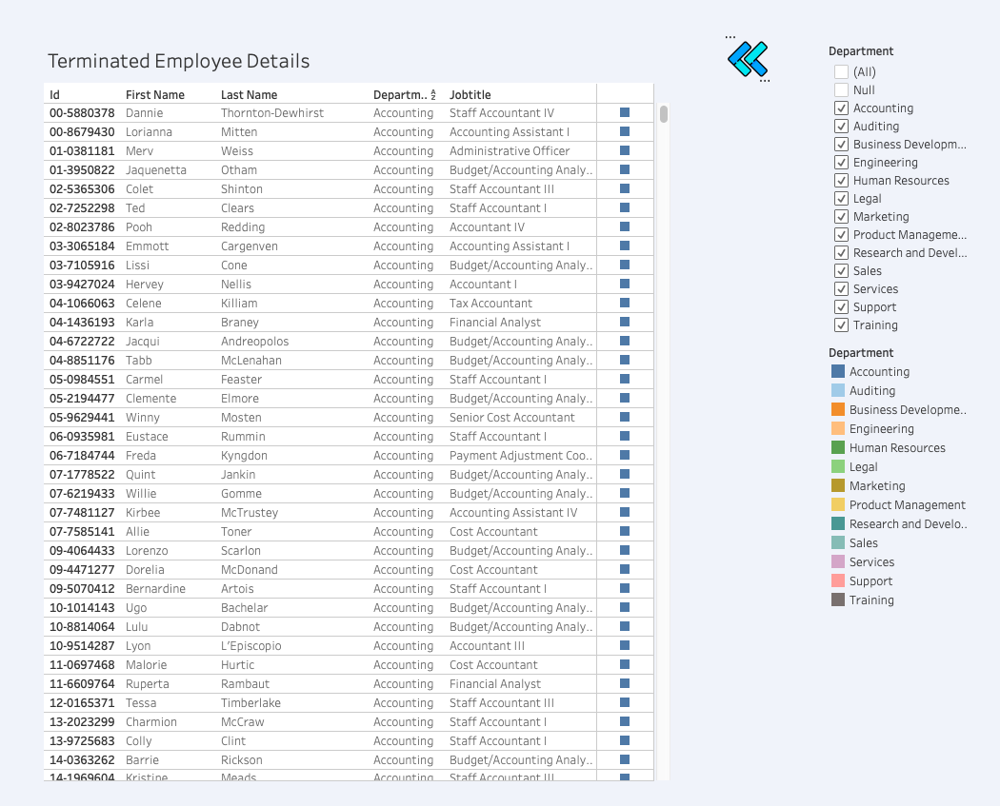 Terminated Employee Details
Id First Name Last Name Departm.. Jobtitle
00-5880378 Dannie Thornton-Dewhirst Accounting Staff Accountant IV
00-8679430 Lorianna Mitten Accounting Accounting Assistant I
01-0381181 Merv Weiss Accounting Administrative Officer
01-3950822 Jaquenetta Otham Accounting Budget/Accounting Analy..
02-5365306 Colet Shinton Accounting Staff Accountant III
02-7252298 Ted Clears Accounting Staff Accountant I
02-8023786 Pooh Redding Accounting Accountant IV
03-3065184 Emmott Cargenven Accounting Accounting Assistant I
03-7105916 Lissi Cone Accounting Budget/Accounting Analy..
03-9427024 Hervey Nellis Accounting Accountant I
04-1066063 Celene Killiam Accounting Tax Accountant
04-1436193 Karla Braney Accounting Financial Analyst
04-6722722 Jacqui Andreopolos Accounting Budget/Accounting Analy..
04-8851176 Tabb McLenahan Accounting Budget/Accounting Analy..
05-0984551 Carmel Feaster Accounting Staff Accountant I
05-2194477 Clemente Elmore Accounting Budget/Accounting Analy..
05-9629441 Winny Mosten Accounting Senior Cost Accountant
06-0935981 Eustace Rummin Accounting Staff Accountant I
06-7184744 Freda Kyngdon Accounting Payment Adjustment Coo..
07-1778522 Quint Jankin Accounting Budget/Accounting Analy..
07-6219433 Willie Gomme Accounting Budget/Accounting Analy..
07-7481127 Kirbee McTrustey Accounting Accounting Assistant IV
07-7585141 Allie Toner Accounting Cost Accountant
09-4064433 Lorenzo Scarlon Accounting Budget/Accounting Analy..
09-4471277 Dorelia McDonand Accounting Cost Accountant
09-5070412 Bernardine Artois Accounting Staff Accountant I
10-1014143 Ugo Bachelar Accounting Budget/Accounting Analy..
10-8814064 Lulu Dabnot Accounting Budget/Accounting Analy..
10-9514287 Lyon L'Episcopio Accounting Accountant III
11-0697468 Malorie Hurtic Accounting Cost Accountant
11-6609764 Ruperta Rambaut Accounting Financial Analyst
12-0165371 Tessa Timberlake Accounting Staff Accountant III
13-2023299 Charmion McCraw Accounting Staff Accountant I
13-9725683 Colly Clint Accounting Staff Accountant I
14-0363262 Barrie Rickson Accounting Budget/Accounting Analy..
14-1969604 Kristine Meads Accounting Staff Accountant III
Department
(All)
Null
Accounting
Auditing
Business Developm...
Engineering
Human Resources
Legal
Marketing
Product Manageme...
Research and Devel...
Sales
Services
Support
Training
Department
Accounting
Auditing
Business Developme..
Engineering
Human Resources
Legal
Marketing
Product Management
Research and Develo..
Sales
Services
Support
Training